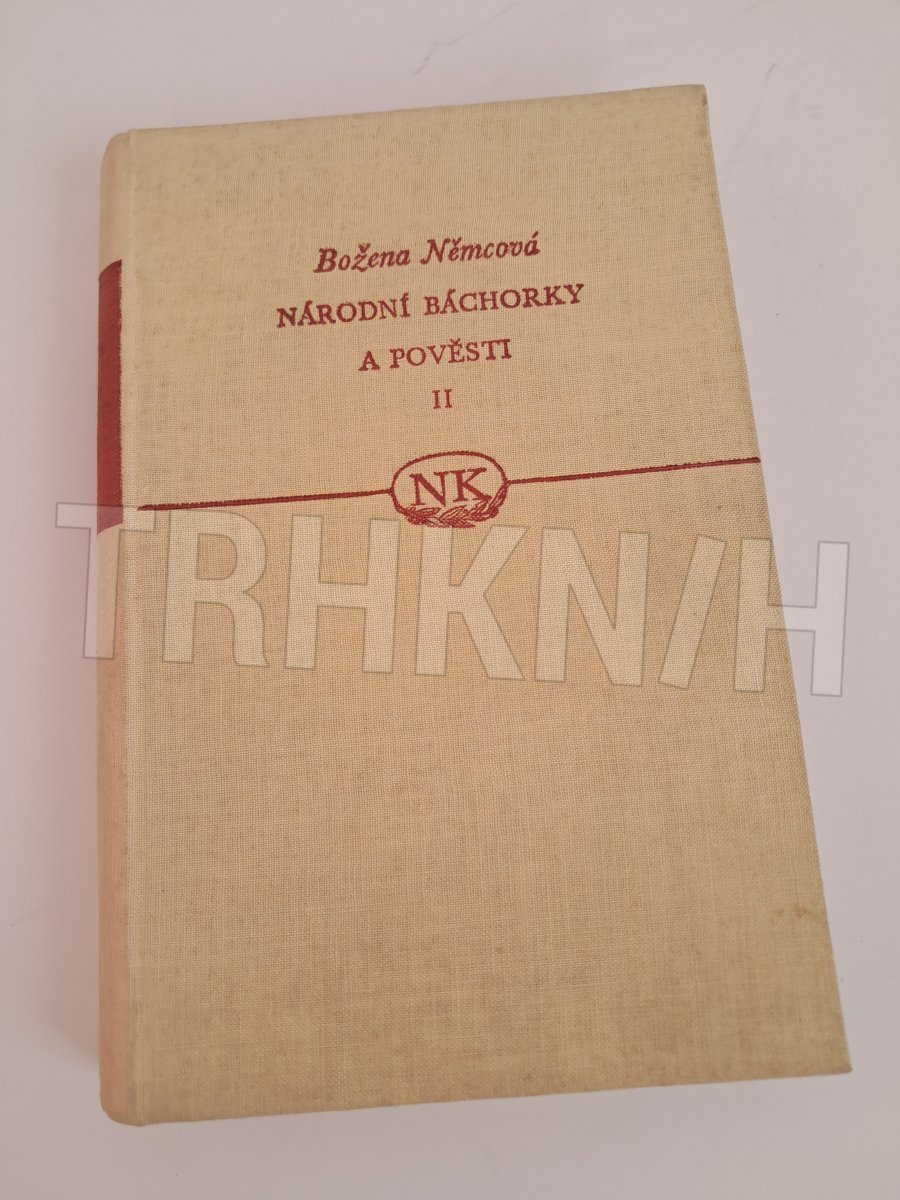 Božena Němcová
NÁRODNÍ BÁCHORKY
A POVĚSTI
II
NK
TRHKNIH